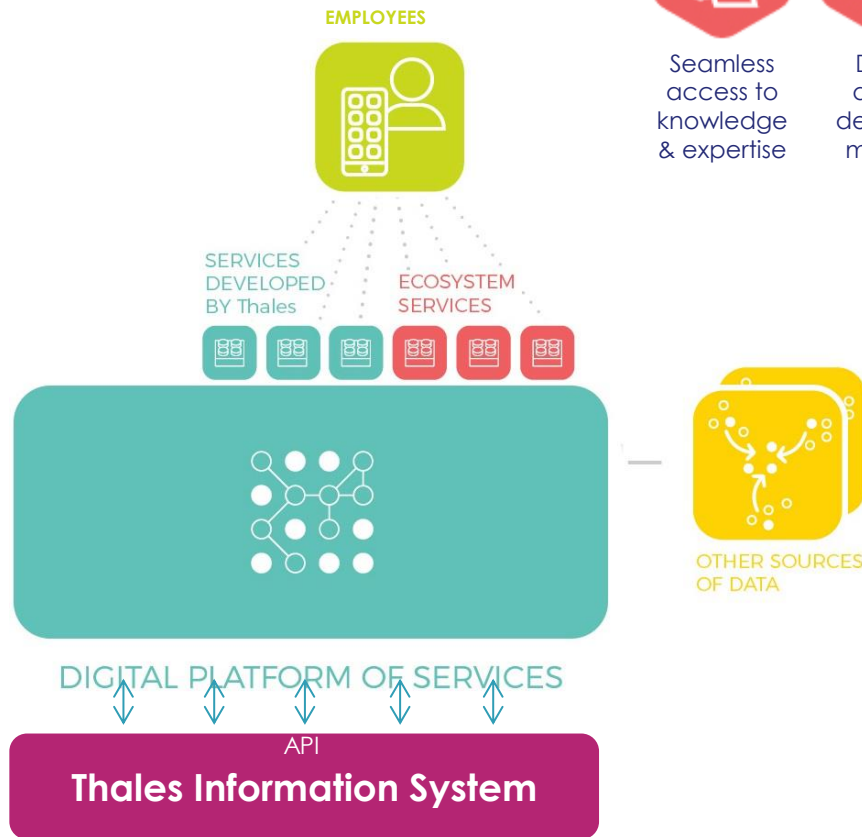 EMPLOYEES
Seamless
access to
knowledge
& expertise
SERVICES
DEVELOPED
BY Thales
ECOSYSTEM
SERVICES
OTHER SOURCES
OF DATA
DIGITAL PLATFORM OF SERVICES
API
Thales Information System